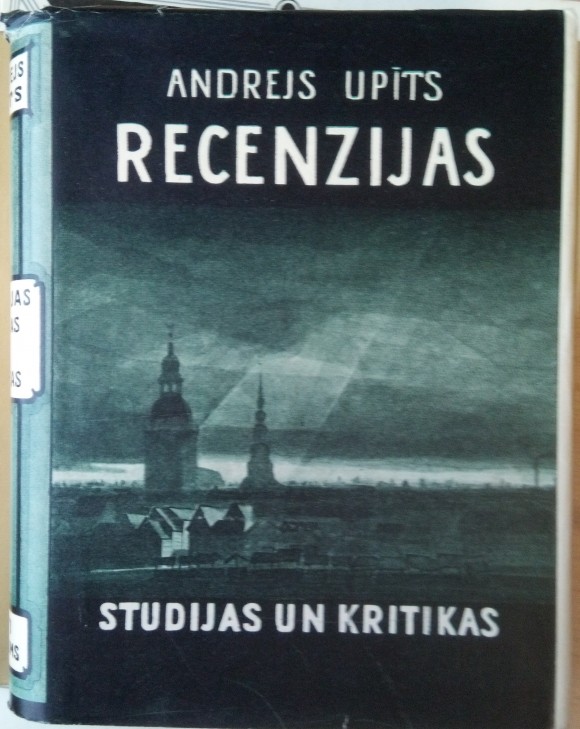 ANDREJS UPĪTS
RECENZIJAS
STUDIJAS UN KRITIKAS